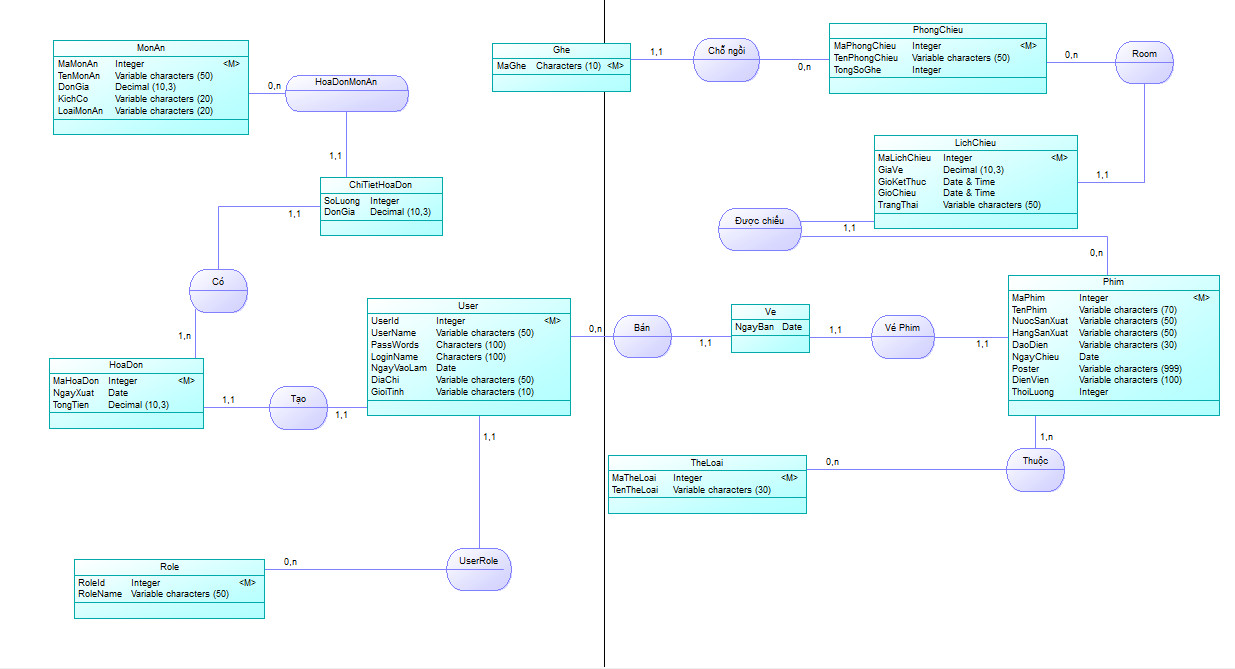 MonAn
MaMonAn Integer <M>
TenMonAn Variable characters (50)
DonGia Decimal (10,3)
KichCo Variable characters (20)
LoaiMonAn Variable characters (20)
0,n
HoaDonMonAn
1,1
ChiTietHoaDon
SoLuong Integer
DonGia Decimal (10,3)
1,1
Có
1,n
HoaDon
MaHoaDon Integer <M>
NgayXuat Date
TongTien Decimal (10,3)
1,1
Tạo
1,1
User
UserId Integer <M>
UserName Variable characters (50)
PassWords Characters (100)
LoginName Characters (100)
NgayVaoLam Date
DiaChi Variable characters (50)
GioiTinh Variable characters (10)
1,1
UserRole
0,n
Role
RoleId Integer <M>
RoleName Variable characters (50)
Ghe
MaGhe Characters (10) <M>
1,1
Chỗ ngồi
0,n
PhongChieu
MaPhongChieu Integer <M>
TenPhongChieu Variable characters (50)
TongSoGhe Integer
0,n
Room
1,1
LichChieu
MaLichChieu Integer <M>
GiaVe Decimal (10,3)
GioKetThuc Date & Time
GioChieu Date & Time
TrangThai Variable characters (50)
Được chiếu
1,1
0,n
Phim
MaPhim Integer <M>
TenPhim Variable characters (70)
NuocSanXuat Variable characters (50)
HangSanXuat Variable characters (50)
DaoDien Variable characters (30)
NgayChieu Date
Poster Variable characters (999)
DienVien Variable characters (100)
ThoiLuong Integer
0,n
Bán
1,1
Ve
NgayBan Date
1,1
Vé Phim
1,1
1,n
Thuộc
0,n
TheLoai
MaTheLoai Integer <M>
TenTheLoai Variable characters (30)